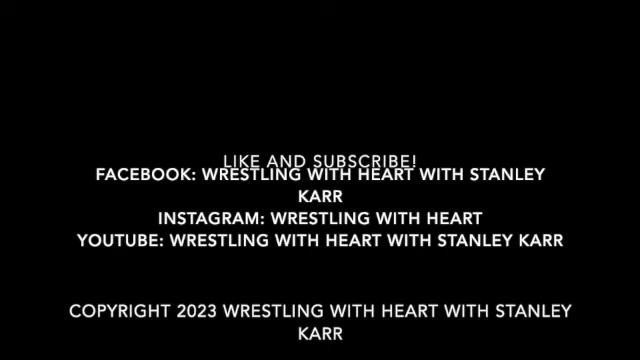 LIKE AND SUBSCRIBE!
FACEBOOK: WRESTLING WITH HEART WITH STANLEY
KARR
INSTAGRAM: WRESTLING WITH HEART
YOUTUBE: WRESTLING WITH HEART WITH STANLEY KARR
COPYRIGHT 2023 WRESTLING WITH HEART WITH STANLEY
KARR